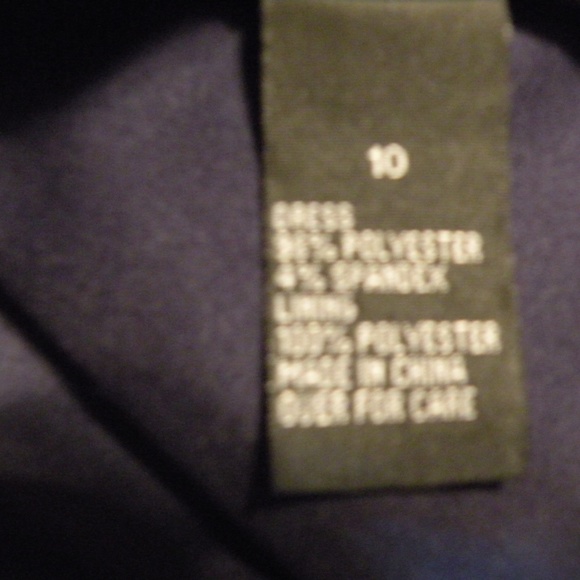 10
DRESS
96% POLYESTER
4% SPANDEX
LINING
100% POLYESTER
MADE IN CHINA
OVER FOR CARE